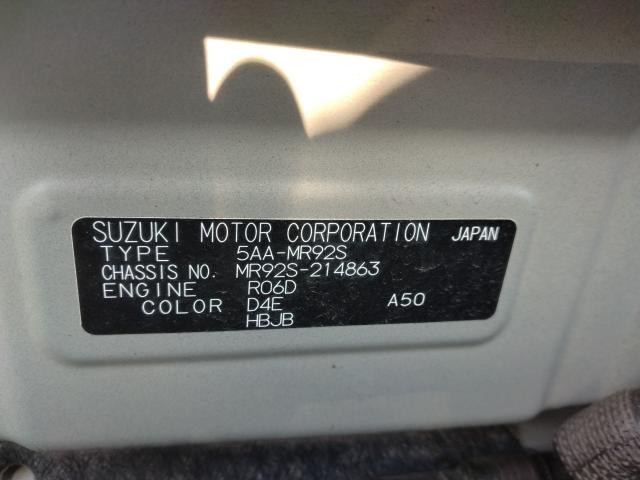 SUZUKI MOTOR CORPORATION JAPAN
TYPE 5AA-MR92S
CHASSIS NO. MR92S-214863
ENGINE R06D
COLOR D4E A50
HBJB